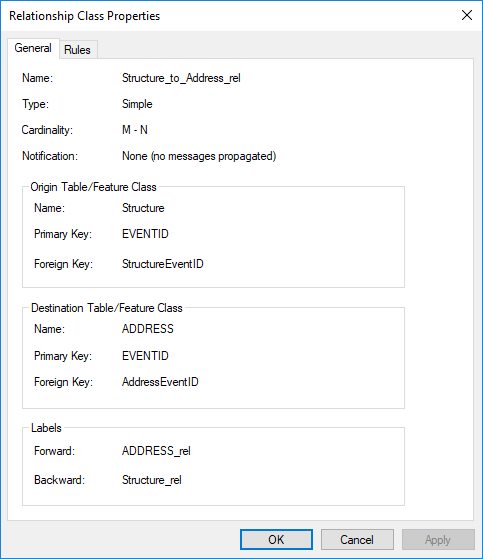 Relationship Class Properties
General Rules
Name: Structure_to_Address_rel
Type: Simple
Cardinality: M - N
Notification: None (no messages propagated)
Origin Table/Feature Class
Name: Structure
Primary Key: EVENTID
Foreign Key: StructureEventID
Destination Table/Feature Class
Name: ADDRESS
Primary Key: EVENTID
Foreign Key: AddressEventID
Labels
Forward: ADDRESS_rel
Backward: Structure_rel
OK Cancel Apply